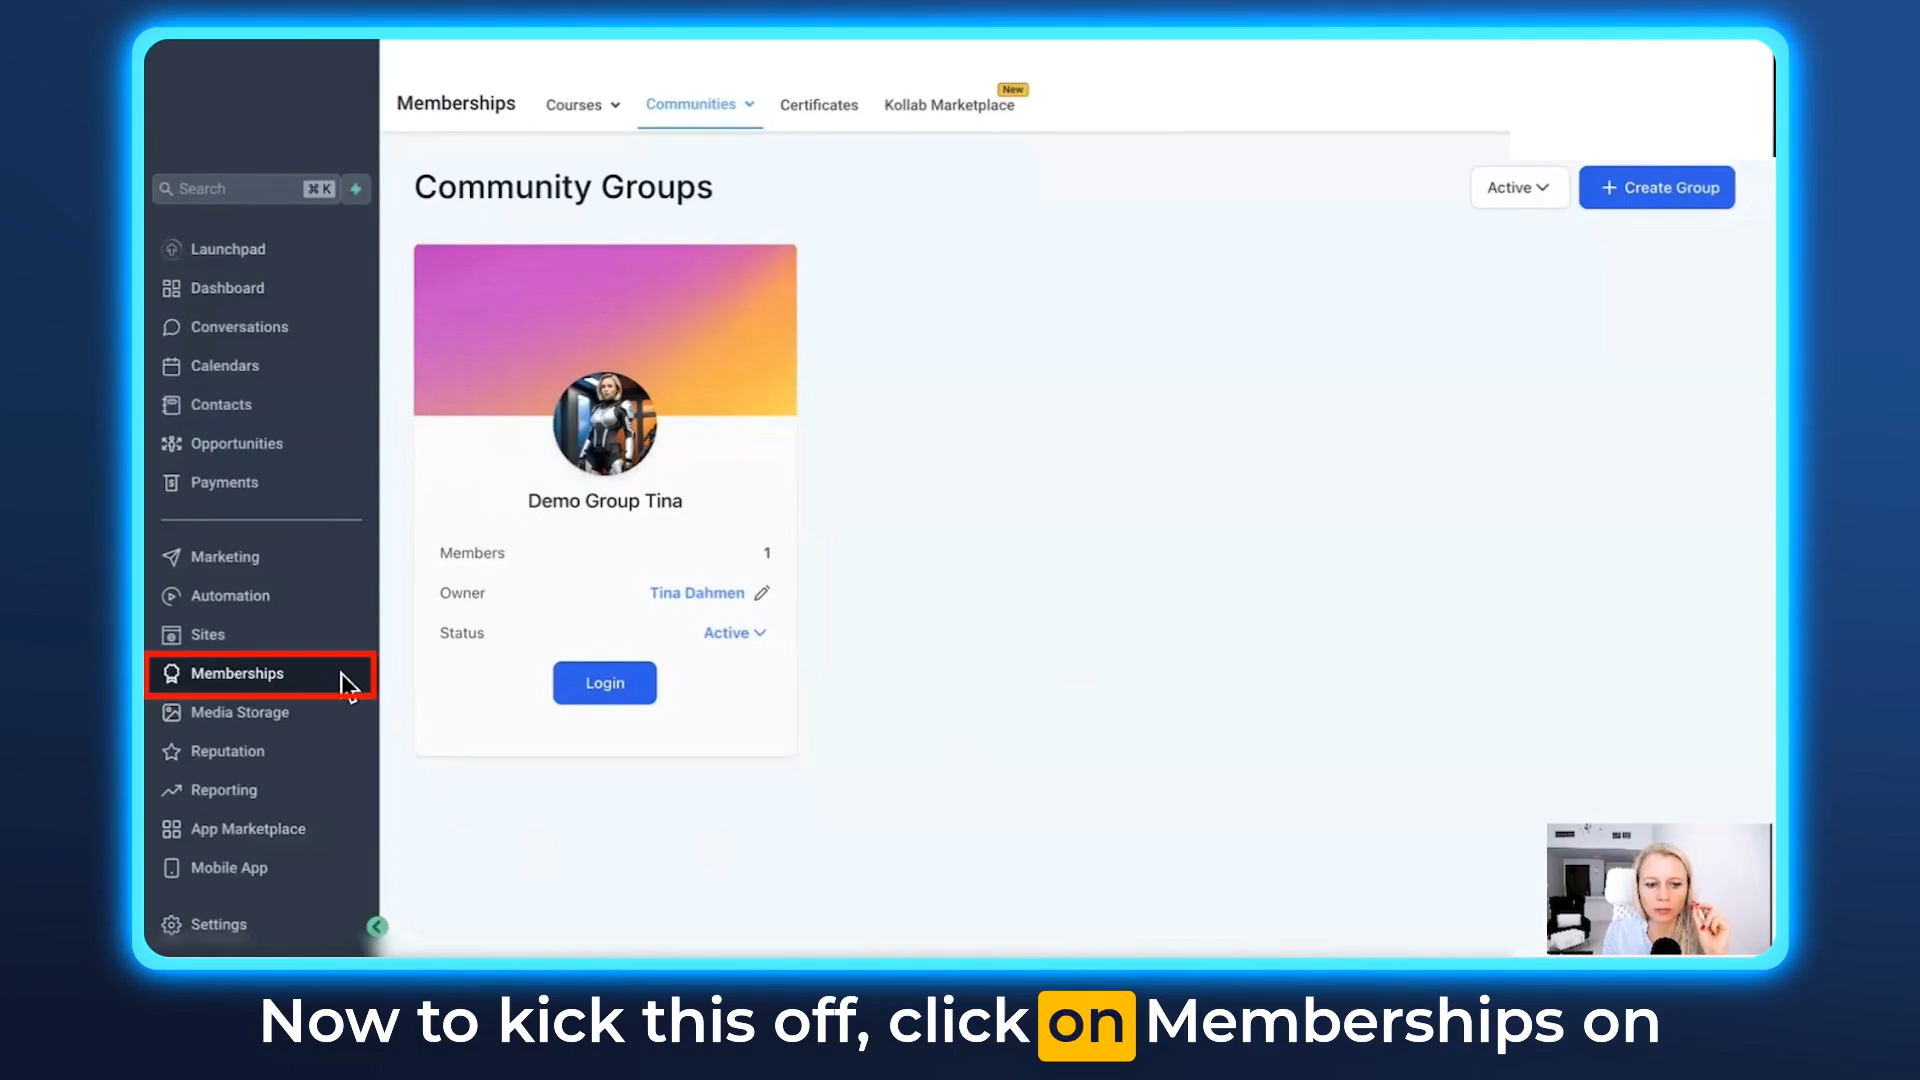 Memberships
Courses
Communities
Certificates
Kollab Marketplace
New
Search
⌘ K
Community Groups
Active
+ Create Group
Launchpad
Dashboard
Conversations
Calendars
Contacts
Opportunities
Payments
Marketing
Automation
Sites
Memberships
Media Storage
Reputation
Reporting
App Marketplace
Mobile App
Settings
Demo Group Tina
Members 1
Owner Tina Dahmen
Status Active
Login
Now to kick this off, click on Memberships on